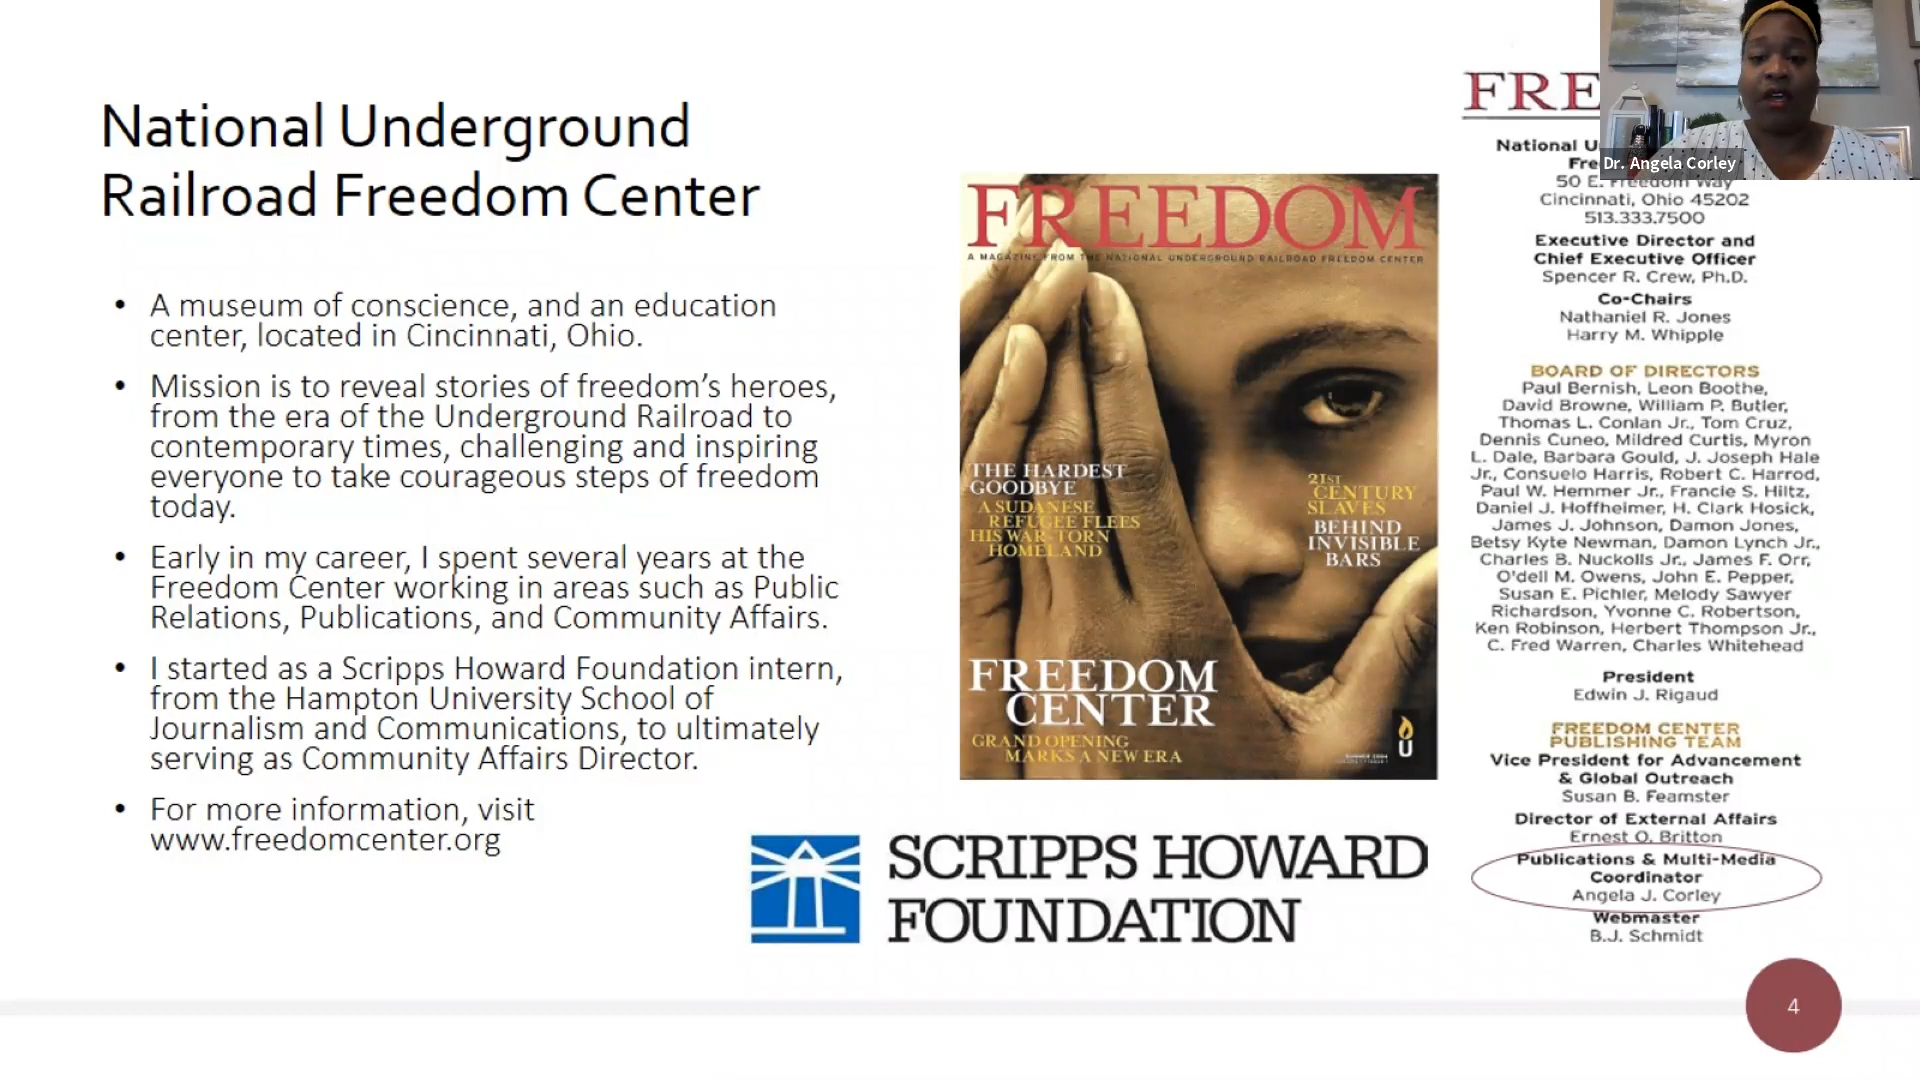 National Underground
Railroad Freedom Center
• A museum of conscience, and an education
center, located in Cincinnati, Ohio.
• Mission is to reveal stories of freedom’s heroes,
from the era of the Underground Railroad to
contemporary times, challenging and inspiring
everyone to take courageous steps of freedom
today.
• Early in my career, I spent several years at the
Freedom Center working in areas such as Public
Relations, Publications, and Community Affairs.
• I started as a Scripps Howard Foundation intern,
from the Hampton University School of
Journalism and Communications, to ultimately
serving as Community Affairs Director.
• For more information, visit
www.freedomcenter.org
FREEDOM
A MAGAZINE FROM THE NATIONAL UNDERGROUND RAILROAD FREEDOM CENTER
THE HARDEST
GOODBYE
A SUDANESE
REFUGEE FLEES
HIS WAR-TORN
HOMELAND
21ST
CENTURY
SLAVES
BEHIND
INVISIBLE
BARS
FREEDOM
CENTER
GRAND OPENING
MARKS A NEW ERA
U
SCRIPPS HOWARD
FOUNDATION
FRE
National U
Fre
50 E. Freedom Way
Cincinnati, Ohio 45202
513.333.7500
Executive Director and
Chief Executive Officer
Spencer R. Crew, Ph.D.
Co-Chairs
Nathaniel R. Jones
Harry M. Whipple
BOARD OF DIRECTORS
Paul Bernish, Leon Boothe,
David Browne, William P. Butler,
Thomas L. Conlan Jr., Tom Cruz,
Dennis Cuneo, Mildred Curtis, Myron
L. Dale, Barbara Gould, J. Joseph Hale
Jr., Consuelo Harris, Robert C. Harrod,
Paul W. Hemmer Jr., Francie S. Hiltz,
Daniel J. Hoffheimer, H. Clark Hosick,
James J. Johnson, Damon Jones,
Betsy Kyte Newman, Damon Lynch Jr.,
Charles B. Nuckolls Jr., James F. Orr,
O'dell M. Owens, John E. Pepper,
Susan E. Pichler, Melody Sawyer
Richardson, Yvonne C. Robertson,
Ken Robinson, Herbert Thompson Jr.,
C. Fred Warren, Charles Whitehead
President
Edwin J. Rigaud
FREEDOM CENTER
PUBLISHING TEAM
Vice President for Advancement
& Global Outreach
Susan B. Feamster
Director of External Affairs
Ernest O. Britton
Publications & Multi-Media
Coordinator
Angela J. Corley
Webmaster
B.J. Schmidt
Dr. Angela Corley
4